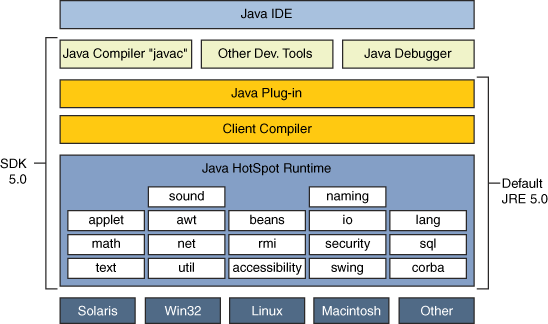 Java IDE
Java Compiler "javac" Other Dev. Tools Java Debugger
Java Plug-in
Client Compiler
SDK 5.0
Java HotSpot Runtime
Default JRE 5.0
sound naming
applet awt beans io lang
math net rmi security sql
text util accessibility swing corba
Solaris Win32 Linux Macintosh Other